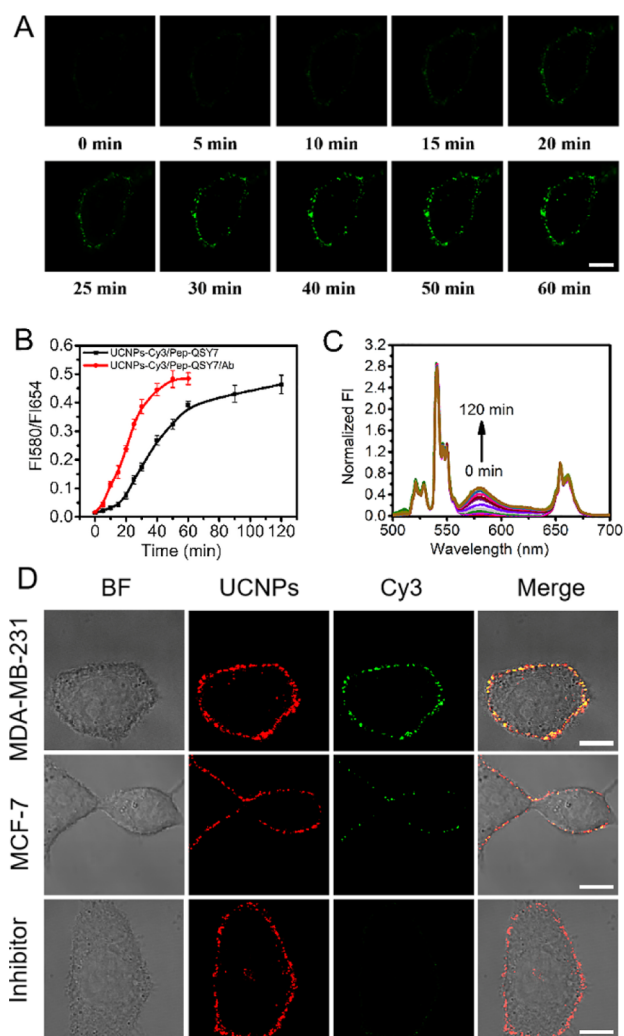 A
0 min 5 min 10 min 15 min 20 min
25 min 30 min 40 min 50 min 60 min
B
FI580/FI654
0.6
0.5
0.4
0.3
0.2
0.1
0.0
UCNPs-Cy3/Pep-QSY7
UCNPs-Cy3/Pep-QSY7/Ab
0 20 40 60 80 100 120
Time (min)
C
Normalized FI
3.2
2.8
2.4
2.0
1.6
1.2
0.8
0.4
0.0
120 min
0 min
500 550 600 650 700
Wavelength (nm)
D
BF UCNPs Cy3 Merge
MDA-MB-231
MCF-7
Inhibitor